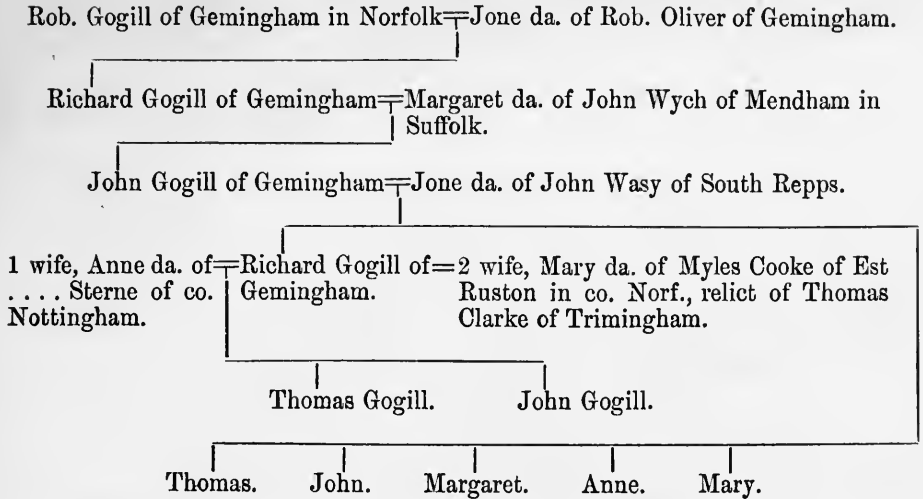 Rob. Gogill of Gemingham in Norfolk=Jone da. of Rob. Oliver of Gemingham.
Richard Gogill of Gemingham=Margaret da. of John Wych of Mendham in
Suffolk.
John Gogill of Gemingham=Jone da. of John Wasy of South Repps.
1 wife, Anne da. of=Richard Gogill of=2 wife, Mary da. of Myles Cooke of Est
. . . . Sterne of co. Gemingham. Ruston in co. Norf., relict of Thomas
Nottingham. Clarke of Trimingham.
Thomas Gogill. John Gogill.
Thomas. John. Margaret. Anne. Mary.